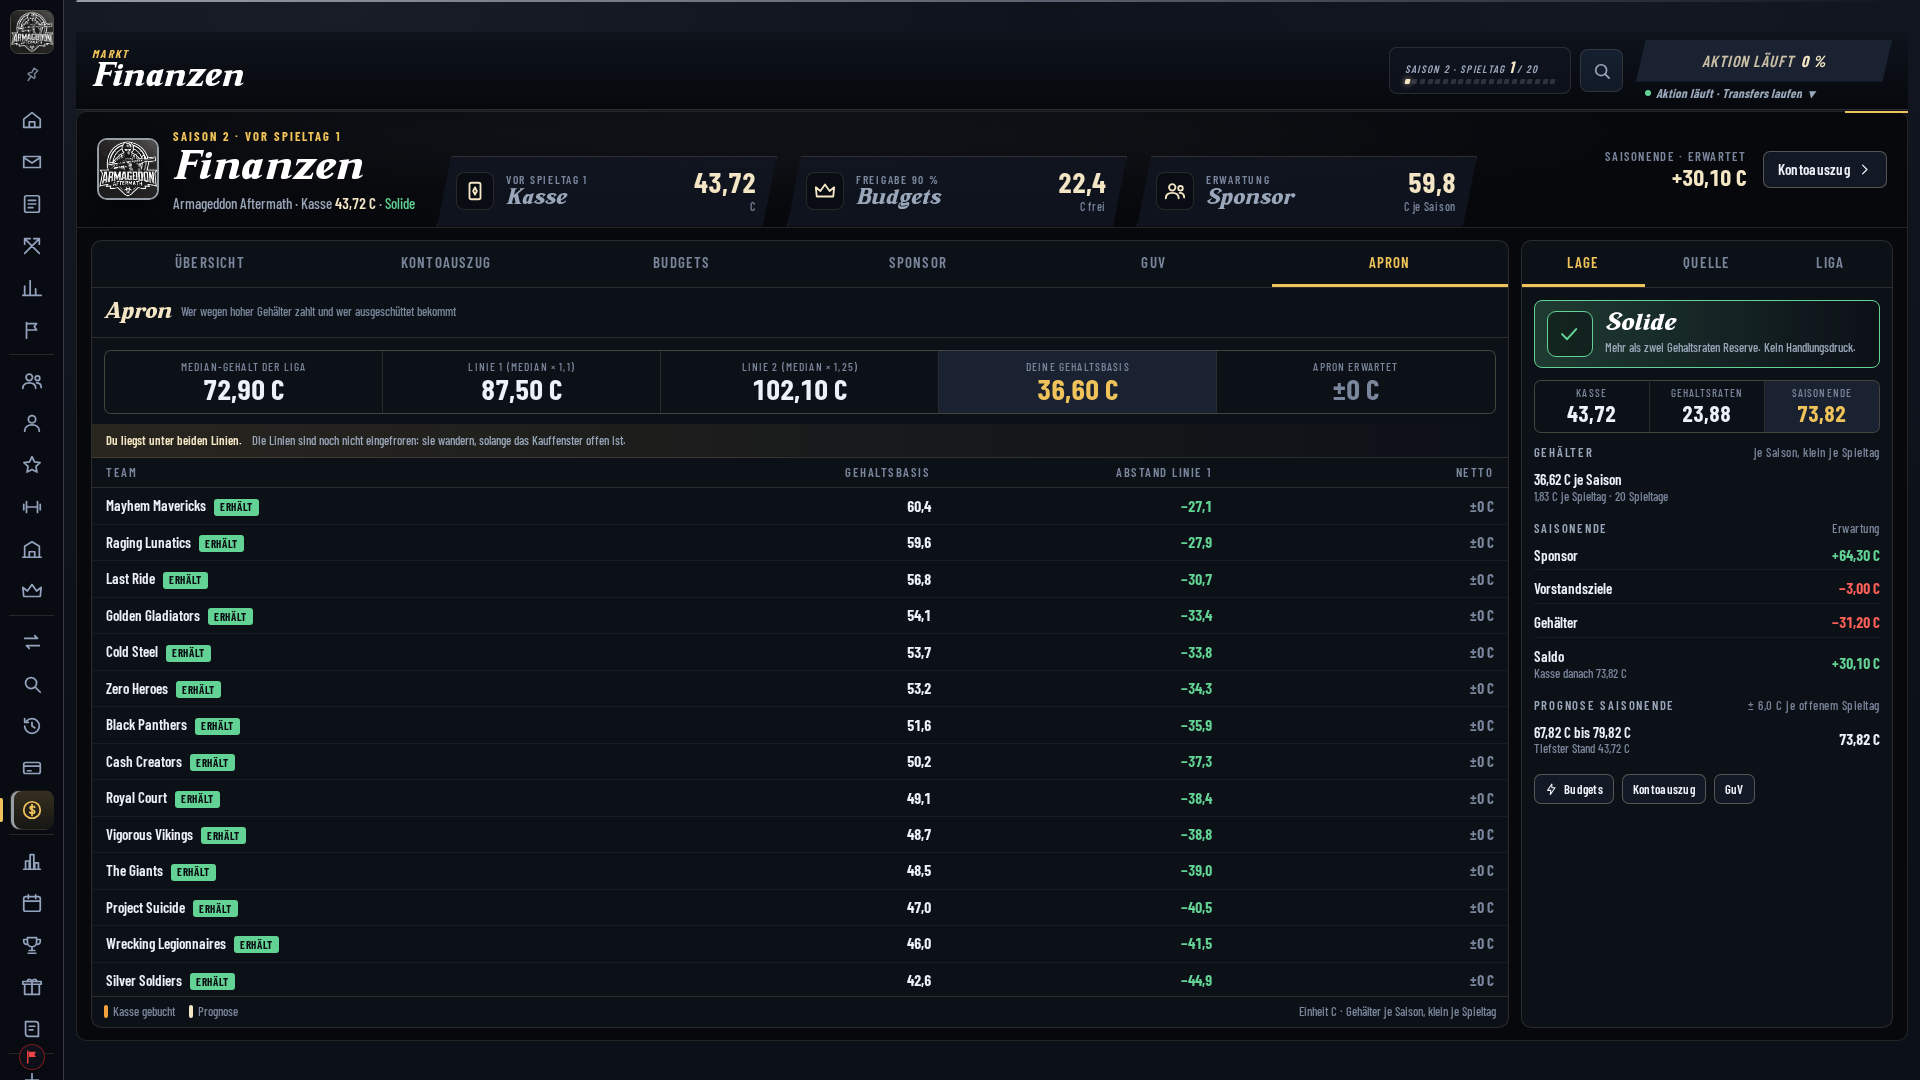 MARKT
Finanzen
SAISON 2 · SPIELTAG 1 / 20
AKTION LÄUFT 0 %
Aktion läuft · Transfers laufen ▼
ARMAGEDDON
AFTERMATH
SAISON 2 · VOR SPIELTAG 1
Finanzen
Armageddon Aftermath · Kasse 43,72 C · Solide
VOR SPIELTAG 1
Kasse
43,72
C
FREIGABE 90 %
Budgets
22,4
C frei
ERWARTUNG
Sponsor
59,8
C je Saison
SAISONENDE · ERWARTET
+30,10 C
Kontoauszug
ÜBERSICHT KONTOAUSZUG BUDGETS SPONSOR GUV APRON
Apron Wer wegen hoher Gehälter zahlt und wer ausgeschüttet bekommt
MEDIAN-GEHALT DER LIGA
72,90 C
LINIE 1 (MEDIAN × 1,1)
87,50 C
LINIE 2 (MEDIAN × 1,25)
102,10 C
DEINE GEHALTSBASIS
36,60 C
APRON ERWARTET
±0 C
Du liegst unter beiden Linien. Die Linien sind noch nicht eingefroren: sie wandern, solange das Kauffenster offen ist.
TEAM GEHALTSBASIS ABSTAND LINIE 1 NETTO
Mayhem Mavericks ERHÄLT 60,4 −27,1 ±0 C
Raging Lunatics ERHÄLT 59,6 −27,9 ±0 C
Last Ride ERHÄLT 56,8 −30,7 ±0 C
Golden Gladiators ERHÄLT 54,1 −33,4 ±0 C
Cold Steel ERHÄLT 53,7 −33,8 ±0 C
Zero Heroes ERHÄLT 53,2 −34,3 ±0 C
Black Panthers ERHÄLT 51,6 −35,9 ±0 C
Cash Creators ERHÄLT 50,2 −37,3 ±0 C
Royal Court ERHÄLT 49,1 −38,4 ±0 C
Vigorous Vikings ERHÄLT 48,7 −38,8 ±0 C
The Giants ERHÄLT 48,5 −39,0 ±0 C
Project Suicide ERHÄLT 47,0 −40,5 ±0 C
Wrecking Legionnaires ERHÄLT 46,0 −41,5 ±0 C
Silver Soldiers ERHÄLT 42,6 −44,9 ±0 C
Kasse gebucht Prognose Einheit C · Gehälter je Saison, klein je Spieltag
LAGE QUELLE LIGA
Solide
Mehr als zwei Gehaltsraten Reserve. Kein Handlungsdruck.
KASSE
43,72
GEHALTSRATEN
23,88
SAISONENDE
73,82
GEHÄLTER je Saison, klein je Spieltag
36,62 C je Saison
1,83 C je Spieltag · 20 Spieltage
SAISONENDE Erwartung
Sponsor +64,30 C
Vorstandsziele −3,00 C
Gehälter −31,20 C
Saldo +30,10 C
Kasse danach 73,82 C
PROGNOSE SAISONENDE ± 6,0 C je offenem Spieltag
67,82 C bis 79,82 C 73,82 C
Tiefster Stand 43,72 C
Budgets Kontoauszug GuV